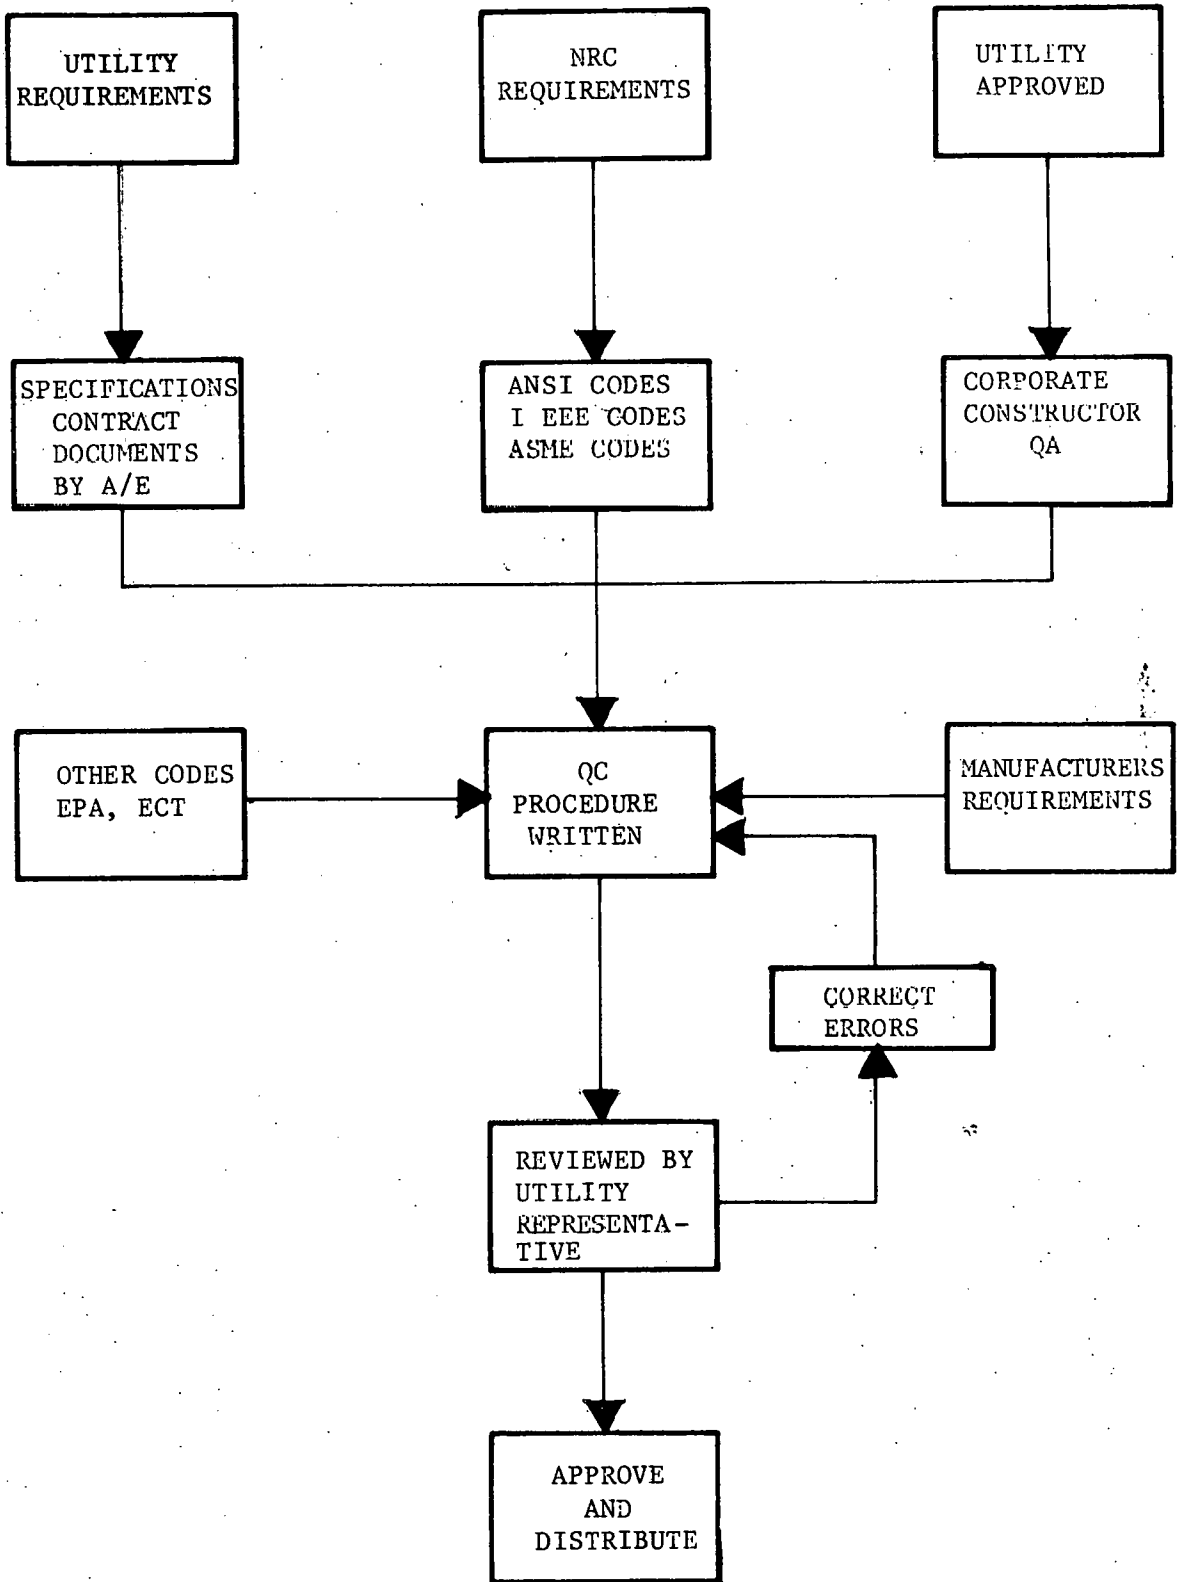 UTILITY
REQUIREMENTS
NRC
REQUIREMENTS
UTILITY
APPROVED
SPECIFICATIONS
CONTRACT
DOCUMENTS
BY A/E
ANSI CODES
I EEE CODES
ASME CODES
CORPORATE
CONSTRUCTOR
QA
OTHER CODES
EPA, ECT
QC
PROCEDURE
WRITTEN
MANUFACTURERS
REQUIREMENTS
CORRECT
ERRORS
REVIEWED BY
UTILITY
REPRESENTA-
TIVE
APPROVE
AND
DISTRIBUTE